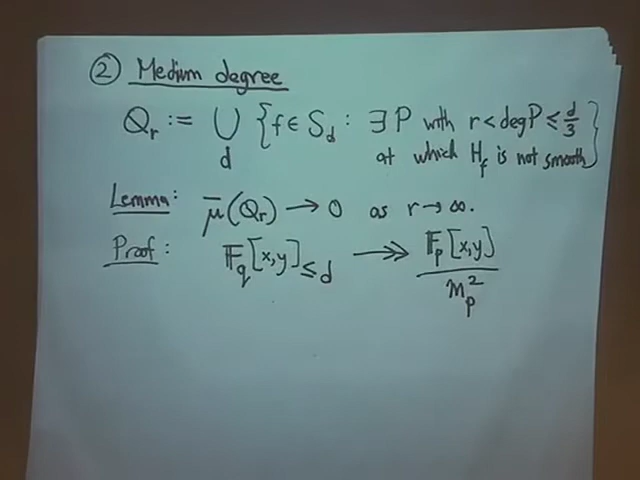 ② Medium degree
Q_r := ⋃_d {f ∈ S_d : ∃ P with r < deg P ≤ d/3
at which H_f is not smooth}
Lemma: μ̄(Q_r) → 0 as r → ∞.
Proof: 𝔽_q[x,y]_{≤d} ↠ 𝔽_p[x,y] / m_p^2